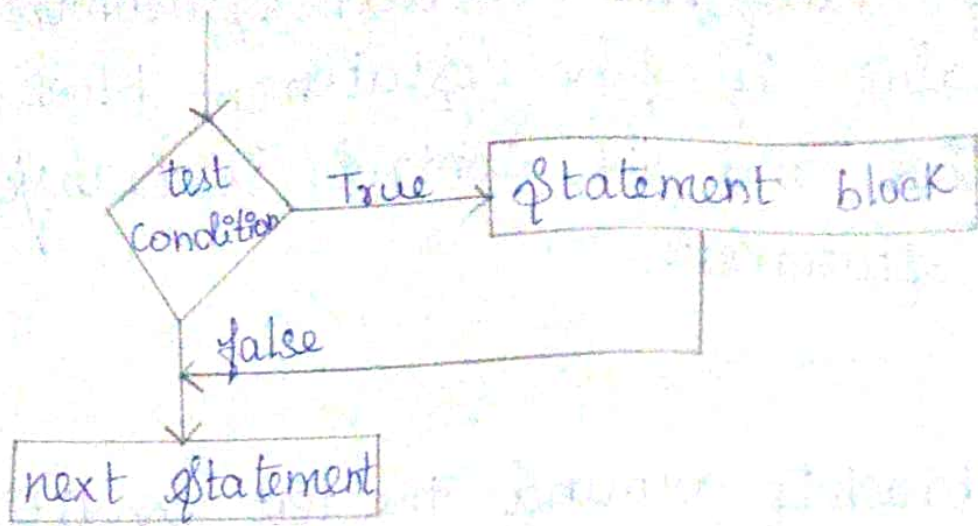 test
Condition
True
Statement block
false
next Statement